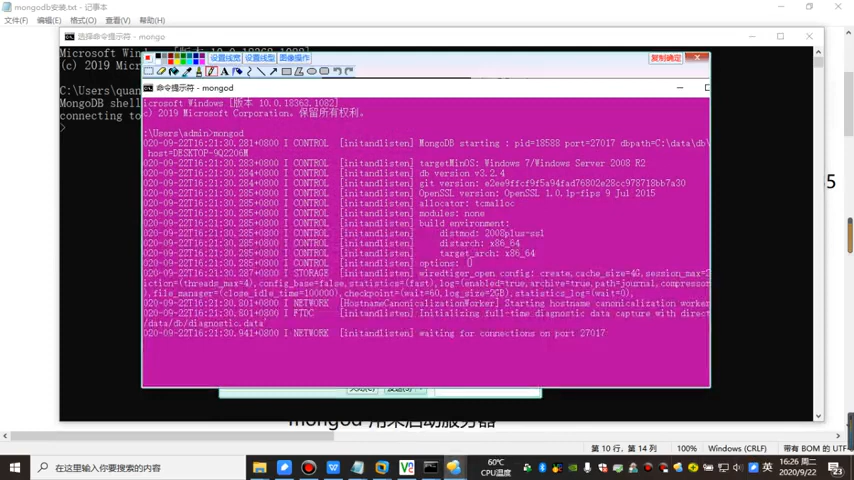 mongodb安装.txt - 记事本
文件(F) 编辑(E) 格式(O) 查看(V) 帮助(H)
选择命令提示符 - mongo
Microsoft
(c) 2019
C:\Users\quan
MongoDB shell
connecting to
>
设置线宽 设置线型 图像操作 复制确定
命令提示符 - mongod
icrosoft Windows [版本 10.0.18363.1082]
c) 2019 Microsoft Corporation。保留所有权利。
:\Users\admin>mongod
020-09-22T16:21:30.281+0800 I CONTROL [initandlisten] MongoDB starting : pid=18588 port=27017 dbpath=C:\data\db\
host=DESKTOP-9Q2206M
020-09-22T16:21:30.283+0800 I CONTROL [initandlisten] targetMinOS: Windows 7/Windows Server 2008 R2
020-09-22T16:21:30.284+0800 I CONTROL [initandlisten] db version v3.2.4
020-09-22T16:21:30.284+0800 I CONTROL [initandlisten] git version: e2ee9ffcf9f5a94fad76802e28cc978718bb7a30
020-09-22T16:21:30.285+0800 I CONTROL [initandlisten] OpenSSL version: OpenSSL 1.0.1p-fips 9 Jul 2015
020-09-22T16:21:30.285+0800 I CONTROL [initandlisten] allocator: tcmalloc
020-09-22T16:21:30.285+0800 I CONTROL [initandlisten] modules: none
020-09-22T16:21:30.285+0800 I CONTROL [initandlisten] build environment:
020-09-22T16:21:30.285+0800 I CONTROL [initandlisten] distmod: 2008plus-ssl
020-09-22T16:21:30.285+0800 I CONTROL [initandlisten] distarch: x86_64
020-09-22T16:21:30.285+0800 I CONTROL [initandlisten] target_arch: x86_64
020-09-22T16:21:30.285+0800 I CONTROL [initandlisten] options: {}
020-09-22T16:21:30.287+0800 I STORAGE [initandlisten] wiredtiger_open config: create,cache_size=4G,session_max=2
iction=(threads_max=4),config_base=false,statistics=(fast),log=(enabled=true,archive=true,path=journal,compressor
),file_manager=(close_idle_time=100000),checkpoint=(wait=60,log_size=2GB),statistics_log=(wait=0),
020-09-22T16:21:30.801+0800 I NETWORK [HostnameCanonicalizationWorker] Starting hostname canonicalization worker
020-09-22T16:21:30.801+0800 I FTDC [initandlisten] Initializing full-time diagnostic data capture with direct
/data/db/diagnostic.data'
020-09-22T16:21:30.941+0800 I NETWORK [initandlisten] waiting for connections on port 27017
mongod 用来启动服务器
第 10 行，第 14 列 100% Windows (CRLF) 带有 BOM 的 UTF
在这里输入你要搜索的内容
60℃
CPU温度
英
16:26 周二
2020/9/22
23